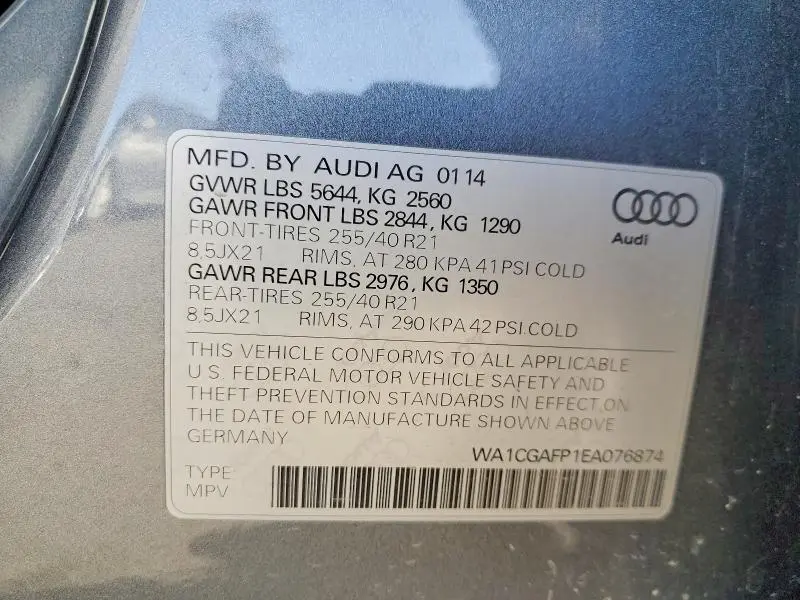 MFD. BY AUDI AG 01 14
GVWR LBS 5644, KG 2560
GAWR FRONT LBS 2844, KG 1290
FRONT-TIRES 255/40 R21
8,5JX21 RIMS, AT 280 KPA 41 PSI COLD
GAWR REAR LBS 2976, KG 1350
REAR-TIRES 255/40 R21
8,5JX21 RIMS, AT 290 KPA 42 PSI.COLD
Audi
THIS VEHICLE CONFORMS TO ALL APPLICABLE
U.S. FEDERAL MOTOR VEHICLE SAFETY AND
THEFT PREVENTION STANDARDS IN EFFECT ON
THE DATE OF MANUFACTURE SHOWN ABOVE
GERMANY
WA1CGAFP1EA076874
TYPE:
MPV